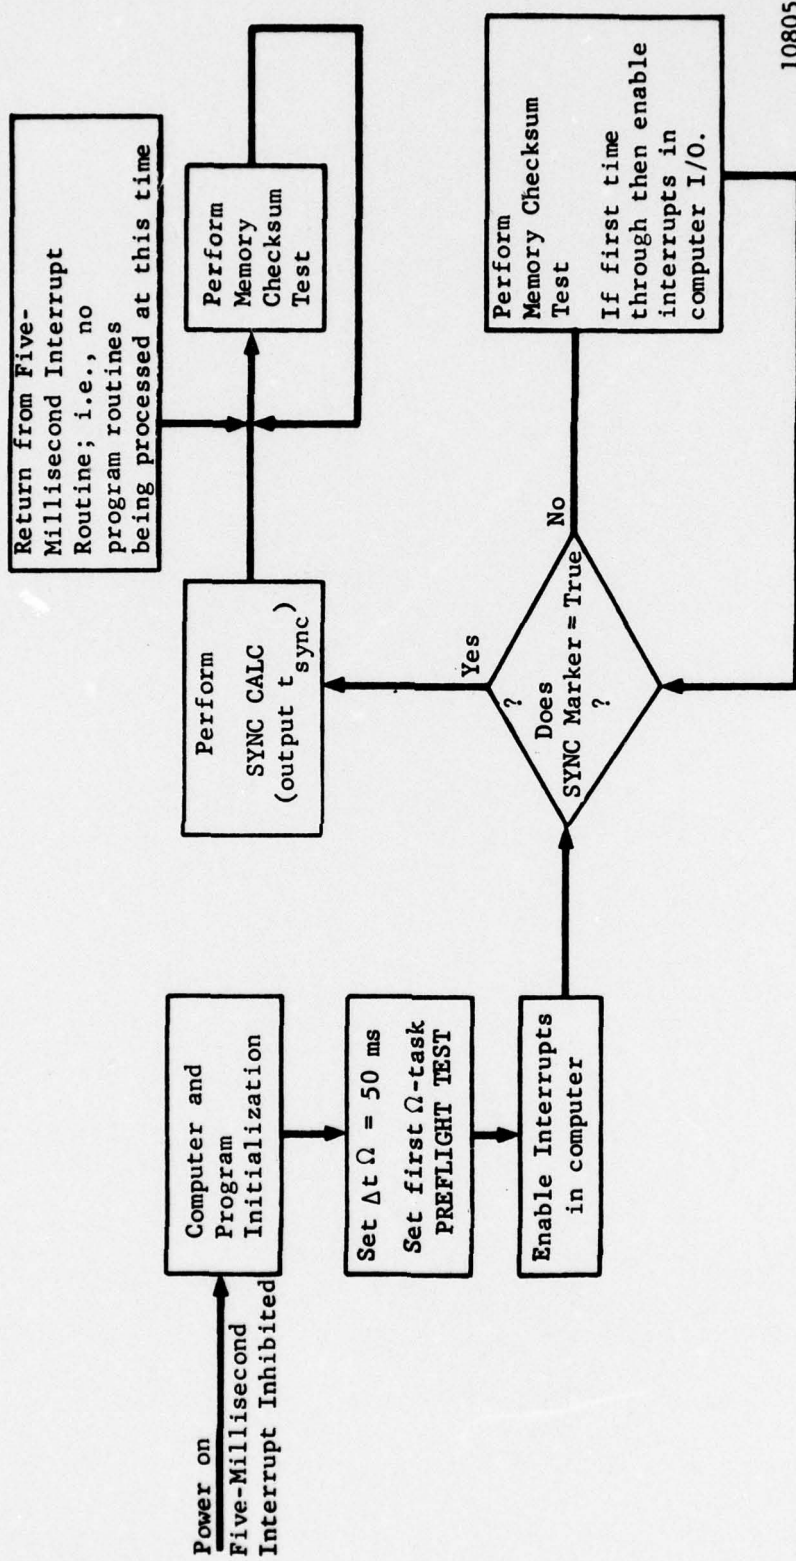 Power on
Five-Millisecond
Interrupt Inhibited
Computer and
Program
Initialization
Set Δt Ω = 50 ms
Set first Ω-task
PREFLIGHT TEST
Enable Interrupts
in computer
?
Does
SYNC Marker = True
?
Yes
No
Perform
SYNC CALC
(output t sync)
Return from Five-
Millisecond Interrupt
Routine; i.e., no
program routines
being processed at this time
Perform
Memory
Checksum
Test
Perform
Memory Checksum
Test
If first time
through then enable
interrupts in
computer I/O.
10805